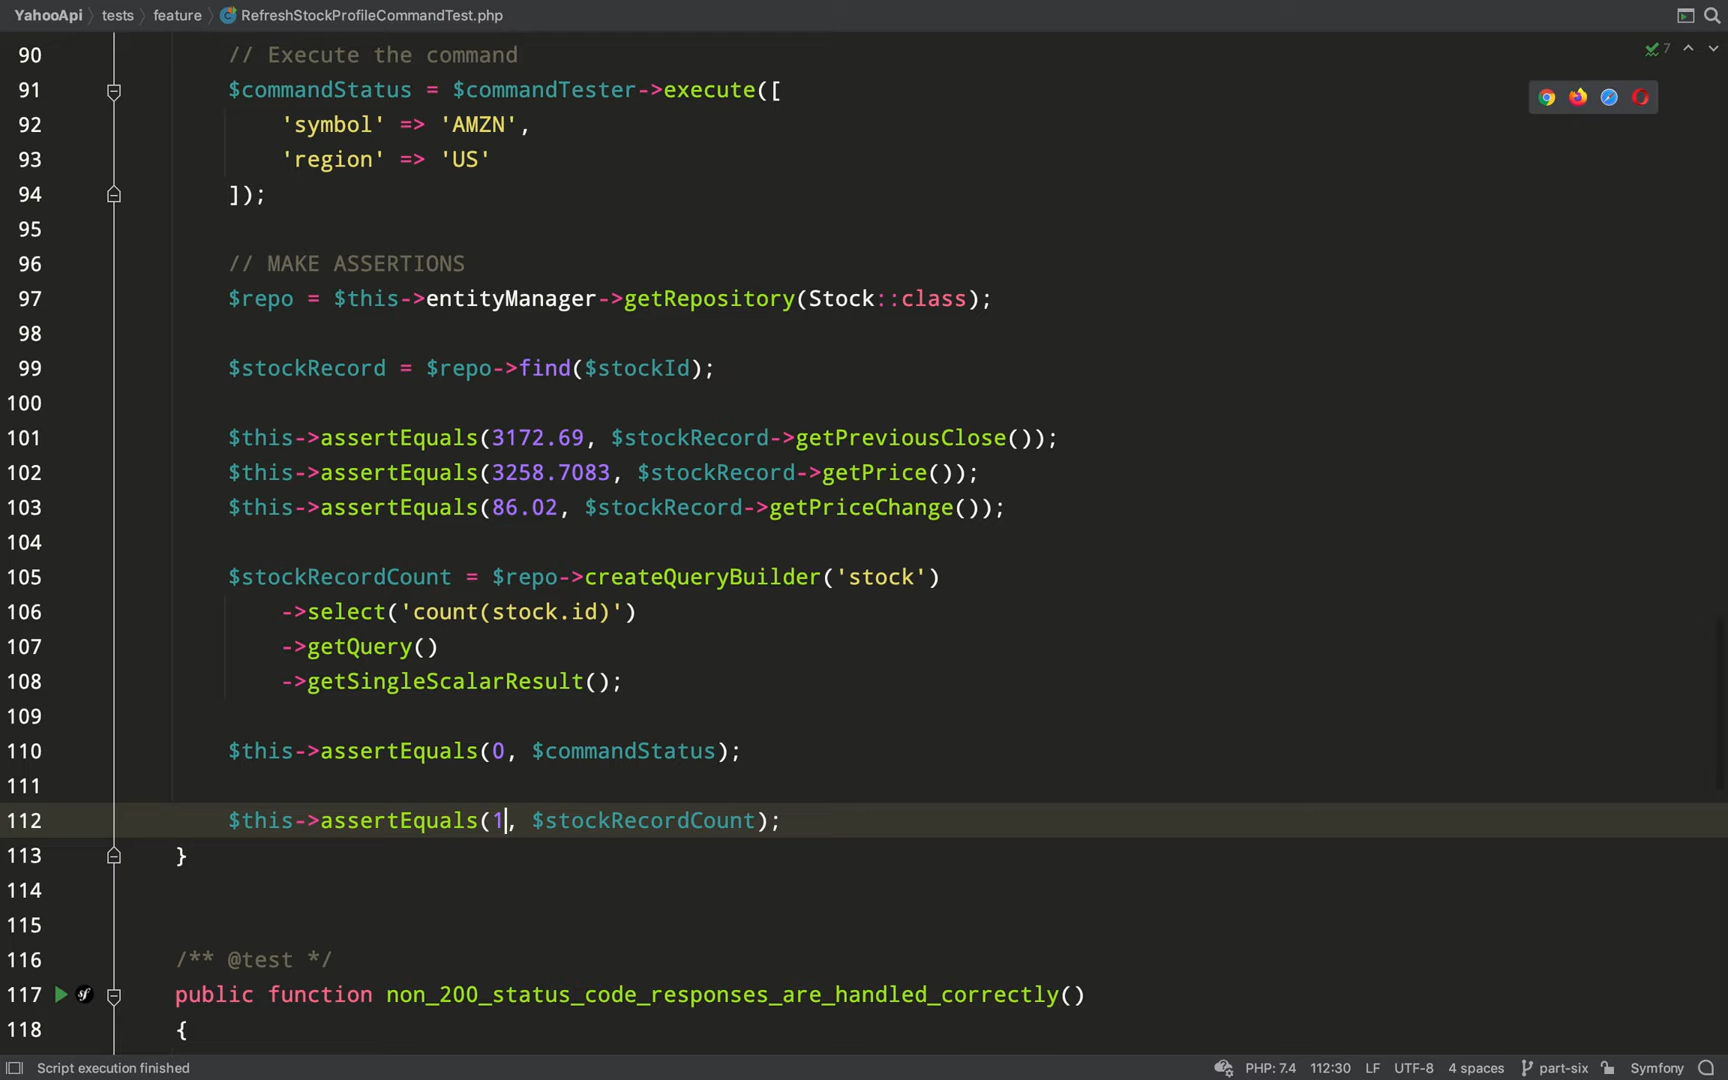 YahooApi tests feature RefreshStockProfileCommandTest.php
90 // Execute the command
91 $commandStatus = $commandTester->execute([
92 'symbol' => 'AMZN',
93 'region' => 'US'
94 ]);
95
96 // MAKE ASSERTIONS
97 $repo = $this->entityManager->getRepository(Stock::class);
98
99 $stockRecord = $repo->find($stockId);
100
101 $this->assertEquals(3172.69, $stockRecord->getPreviousClose());
102 $this->assertEquals(3258.7083, $stockRecord->getPrice());
103 $this->assertEquals(86.02, $stockRecord->getPriceChange());
104
105 $stockRecordCount = $repo->createQueryBuilder('stock')
106 ->select('count(stock.id)')
107 ->getQuery()
108 ->getSingleScalarResult();
109
110 $this->assertEquals(0, $commandStatus);
111
112 $this->assertEquals(1, $stockRecordCount);
113 }
114
115
116 /** @test */
117 public function non_200_status_code_responses_are_handled_correctly()
118 {
7
Script execution finished PHP: 7.4 112:30 LF UTF-8 4 spaces part-six Symfony